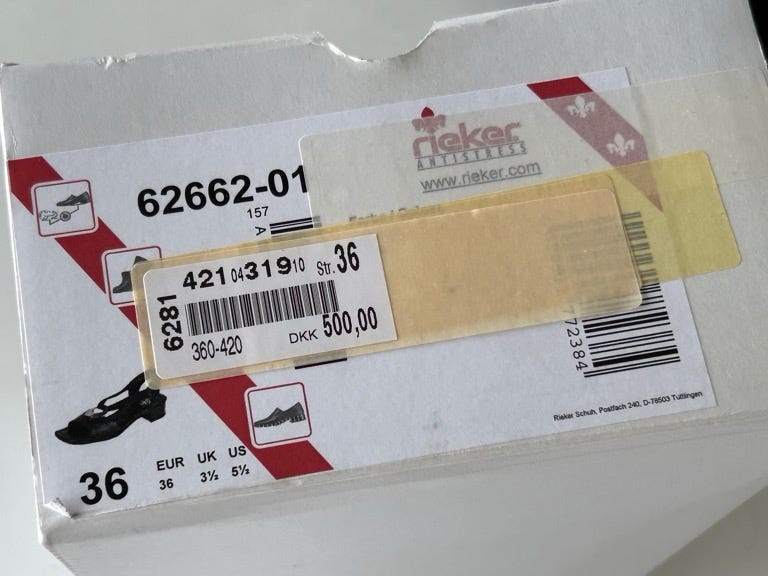 rieker
ANTISTRESS
www.rieker.com
62662-01
157
A
421 04 319 10 Str. 36
6281
360-420 DKK 500,00
72384
Rieker Schuh, Postfach 240, D-78503 Tuttlingen
36
EUR UK US
36 3½ 5½